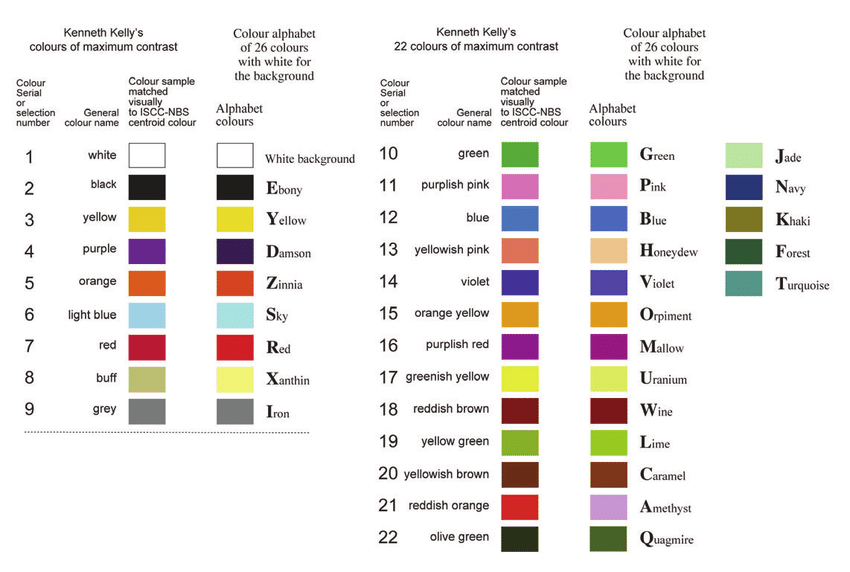 Kenneth Kelly's
colours of maximum contrast
Colour alphabet
of 26 colours
with white for
the background
Colour
Serial
or
selection
number
General
colour name
Colour sample
matched
visually
to ISCC-NBS
centroid colour
Alphabet
colours
1 white White background
2 black Ebony
3 yellow Yellow
4 purple Damson
5 orange Zinnia
6 light blue Sky
7 red Red
8 buff Xanthin
9 grey Iron
Kenneth Kelly's
22 colours of maximum contrast
Colour alphabet
of 26 colours
with white for
the background
Colour
Serial
or
selection
number
General
colour name
Colour sample
matched
visually
to ISCC-NBS
centroid colour
Alphabet
colours
10 green Green Jade
11 purplish pink Pink Navy
12 blue Blue Khaki
13 yellowish pink Honeydew Forest
14 violet Violet Turquoise
15 orange yellow Orpiment
16 purplish red Mallow
17 greenish yellow Uranium
18 reddish brown Wine
19 yellow green Lime
20 yellowish brown Caramel
21 reddish orange Amethyst
22 olive green Quagmire